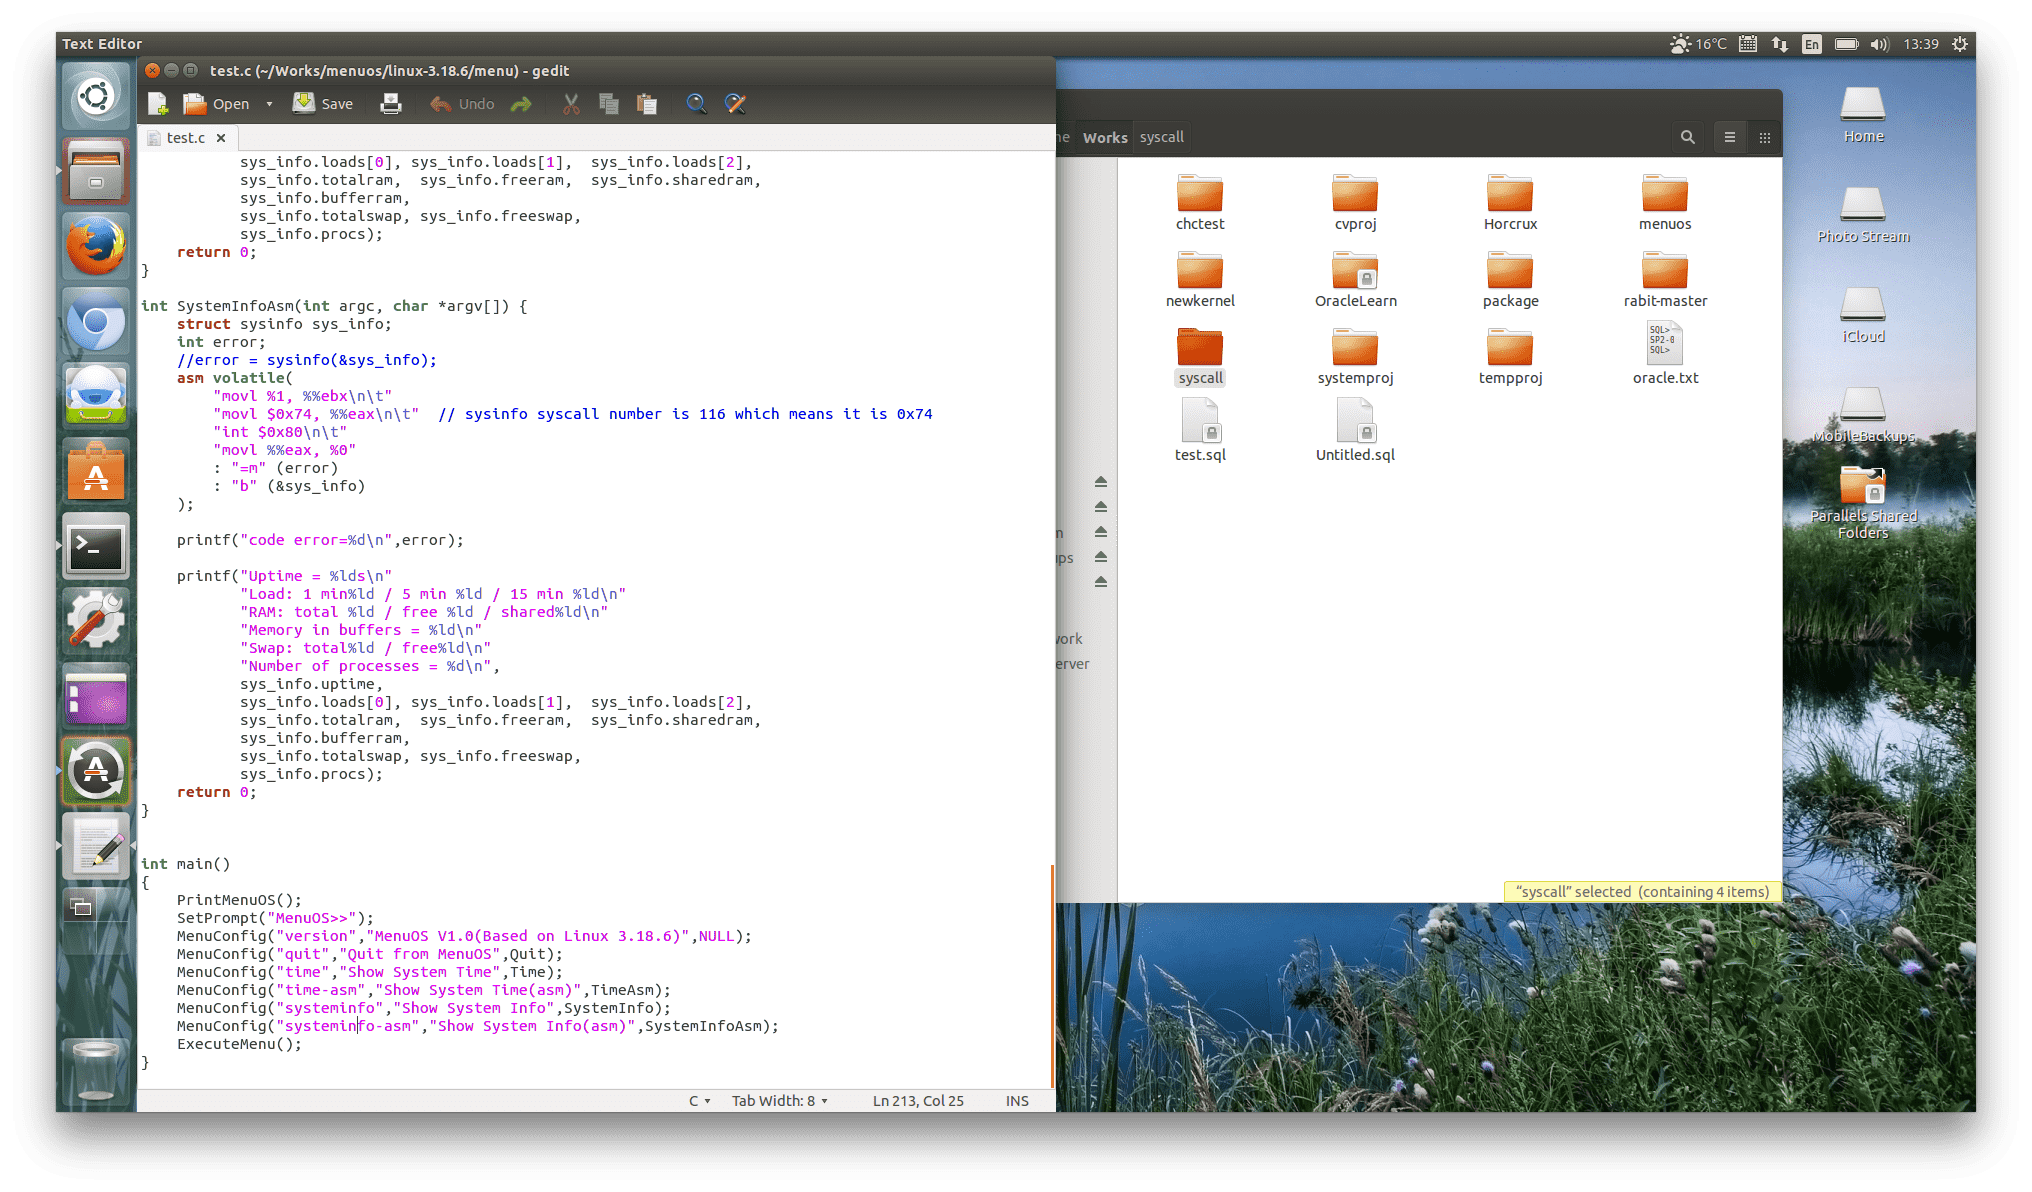 Text Editor
16°C
En
13:39
test.c (~/Works/menuos/linux-3.18.6/menu) - gedit
Open
Save
Undo
test.c
        sys_info.loads[0], sys_info.loads[1],  sys_info.loads[2],
        sys_info.totalram,  sys_info.freeram,  sys_info.sharedram,
        sys_info.bufferram,
        sys_info.totalswap, sys_info.freeswap,
        sys_info.procs);
    return 0;
}
int SystemInfoAsm(int argc, char *argv[]) {
    struct sysinfo sys_info;
    int error;
    //error = sysinfo(&sys_info);
    asm volatile(
        "movl %1, %%ebx\n\t"
        "movl $0x74, %%eax\n\t"  // sysinfo syscall number is 116 which means it is 0x74
        "int $0x80\n\t"
        "movl %%eax, %0"
        : "=m" (error)
        : "b" (&sys_info)
    );
    printf("code error=%d\n",error);
    printf("Uptime = %lds\n"
           "Load: 1 min%ld / 5 min %ld / 15 min %ld\n"
           "RAM: total %ld / free %ld / shared%ld\n"
           "Memory in buffers = %ld\n"
           "Swap: total%ld / free%ld\n"
           "Number of processes = %d\n",
           sys_info.uptime,
           sys_info.loads[0], sys_info.loads[1],  sys_info.loads[2],
           sys_info.totalram,  sys_info.freeram,  sys_info.sharedram,
           sys_info.bufferram,
           sys_info.totalswap, sys_info.freeswap,
           sys_info.procs);
    return 0;
}
int main()
{
    PrintMenuOS();
    SetPrompt("MenuOS>>");
    MenuConfig("version","MenuOS V1.0(Based on Linux 3.18.6)",NULL);
    MenuConfig("quit","Quit from MenuOS",Quit);
    MenuConfig("time","Show System Time",Time);
    MenuConfig("time-asm","Show System Time(asm)",TimeAsm);
    MenuConfig("systeminfo","Show System Info",SystemInfo);
    MenuConfig("systeminfo-asm","Show System Info(asm)",SystemInfoAsm);
    ExecuteMenu();
}
C
Tab Width: 8
Ln 213, Col 25
INS
Works
syscall
chctest
cvproj
Horcrux
menuos
newkernel
OracleLearn
package
rabit-master
SQL>
SP2-0
SQL>
syscall
systemproj
tempproj
oracle.txt
test.sql
Untitled.sql
“syscall” selected (containing 4 items)
Home
Photo Stream
iCloud
MobileBackups
Parallels Shared
Folders